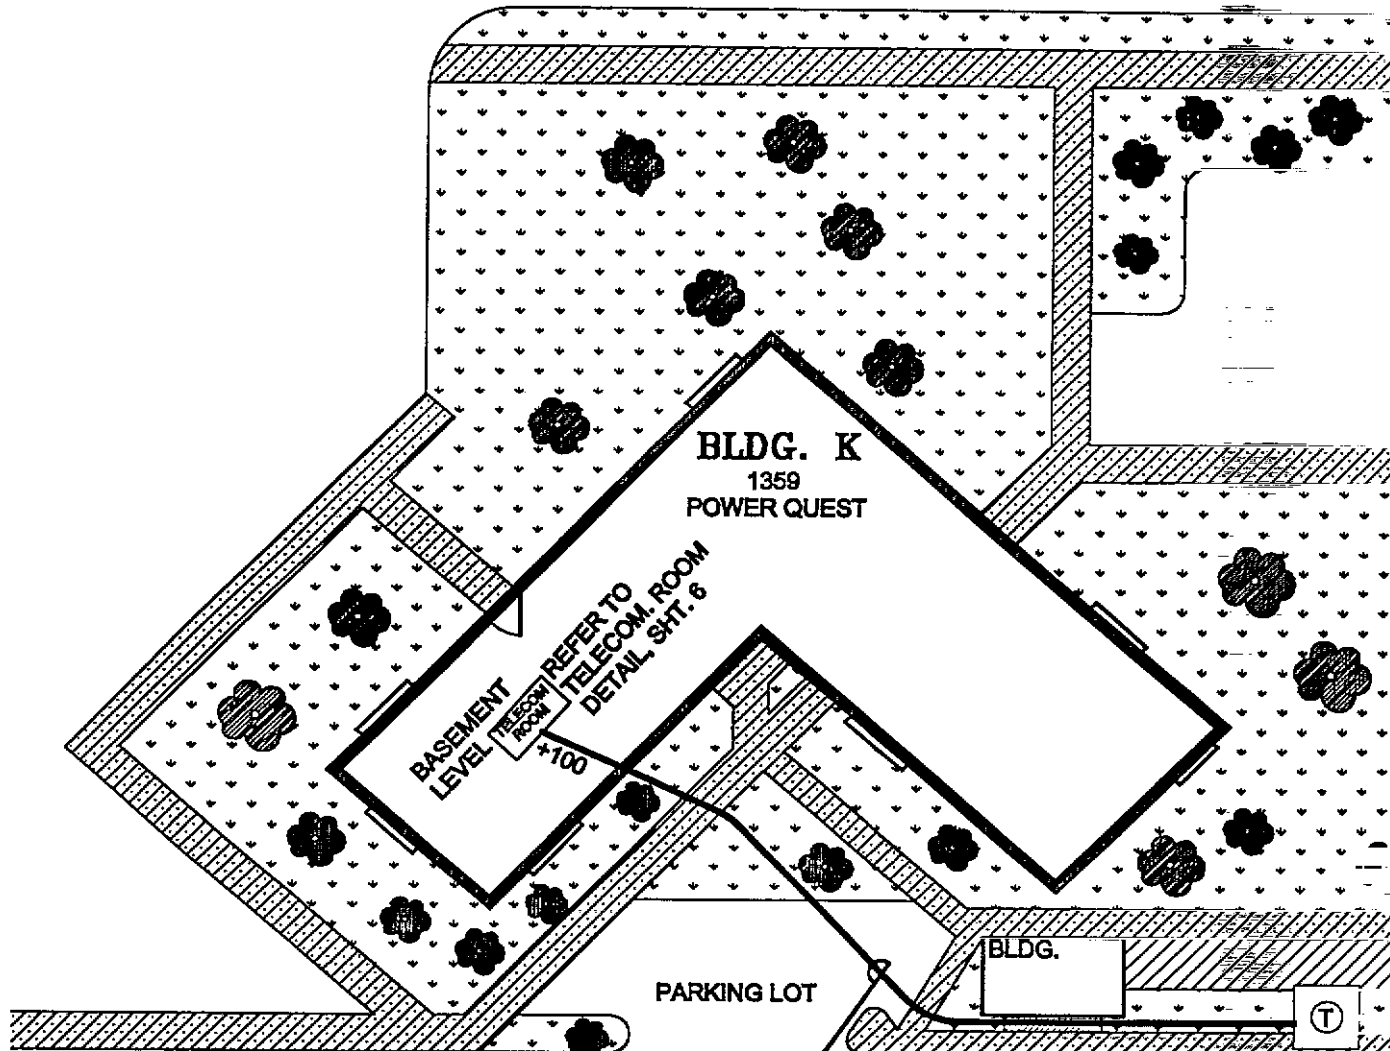 BLDG. K
1359
POWER QUEST
REFER TO
TELECOM. ROOM
DETAIL, SHT. 6
BASEMENT
LEVEL
TELECOM
ROOM
+100
BLDG.
PARKING LOT
T